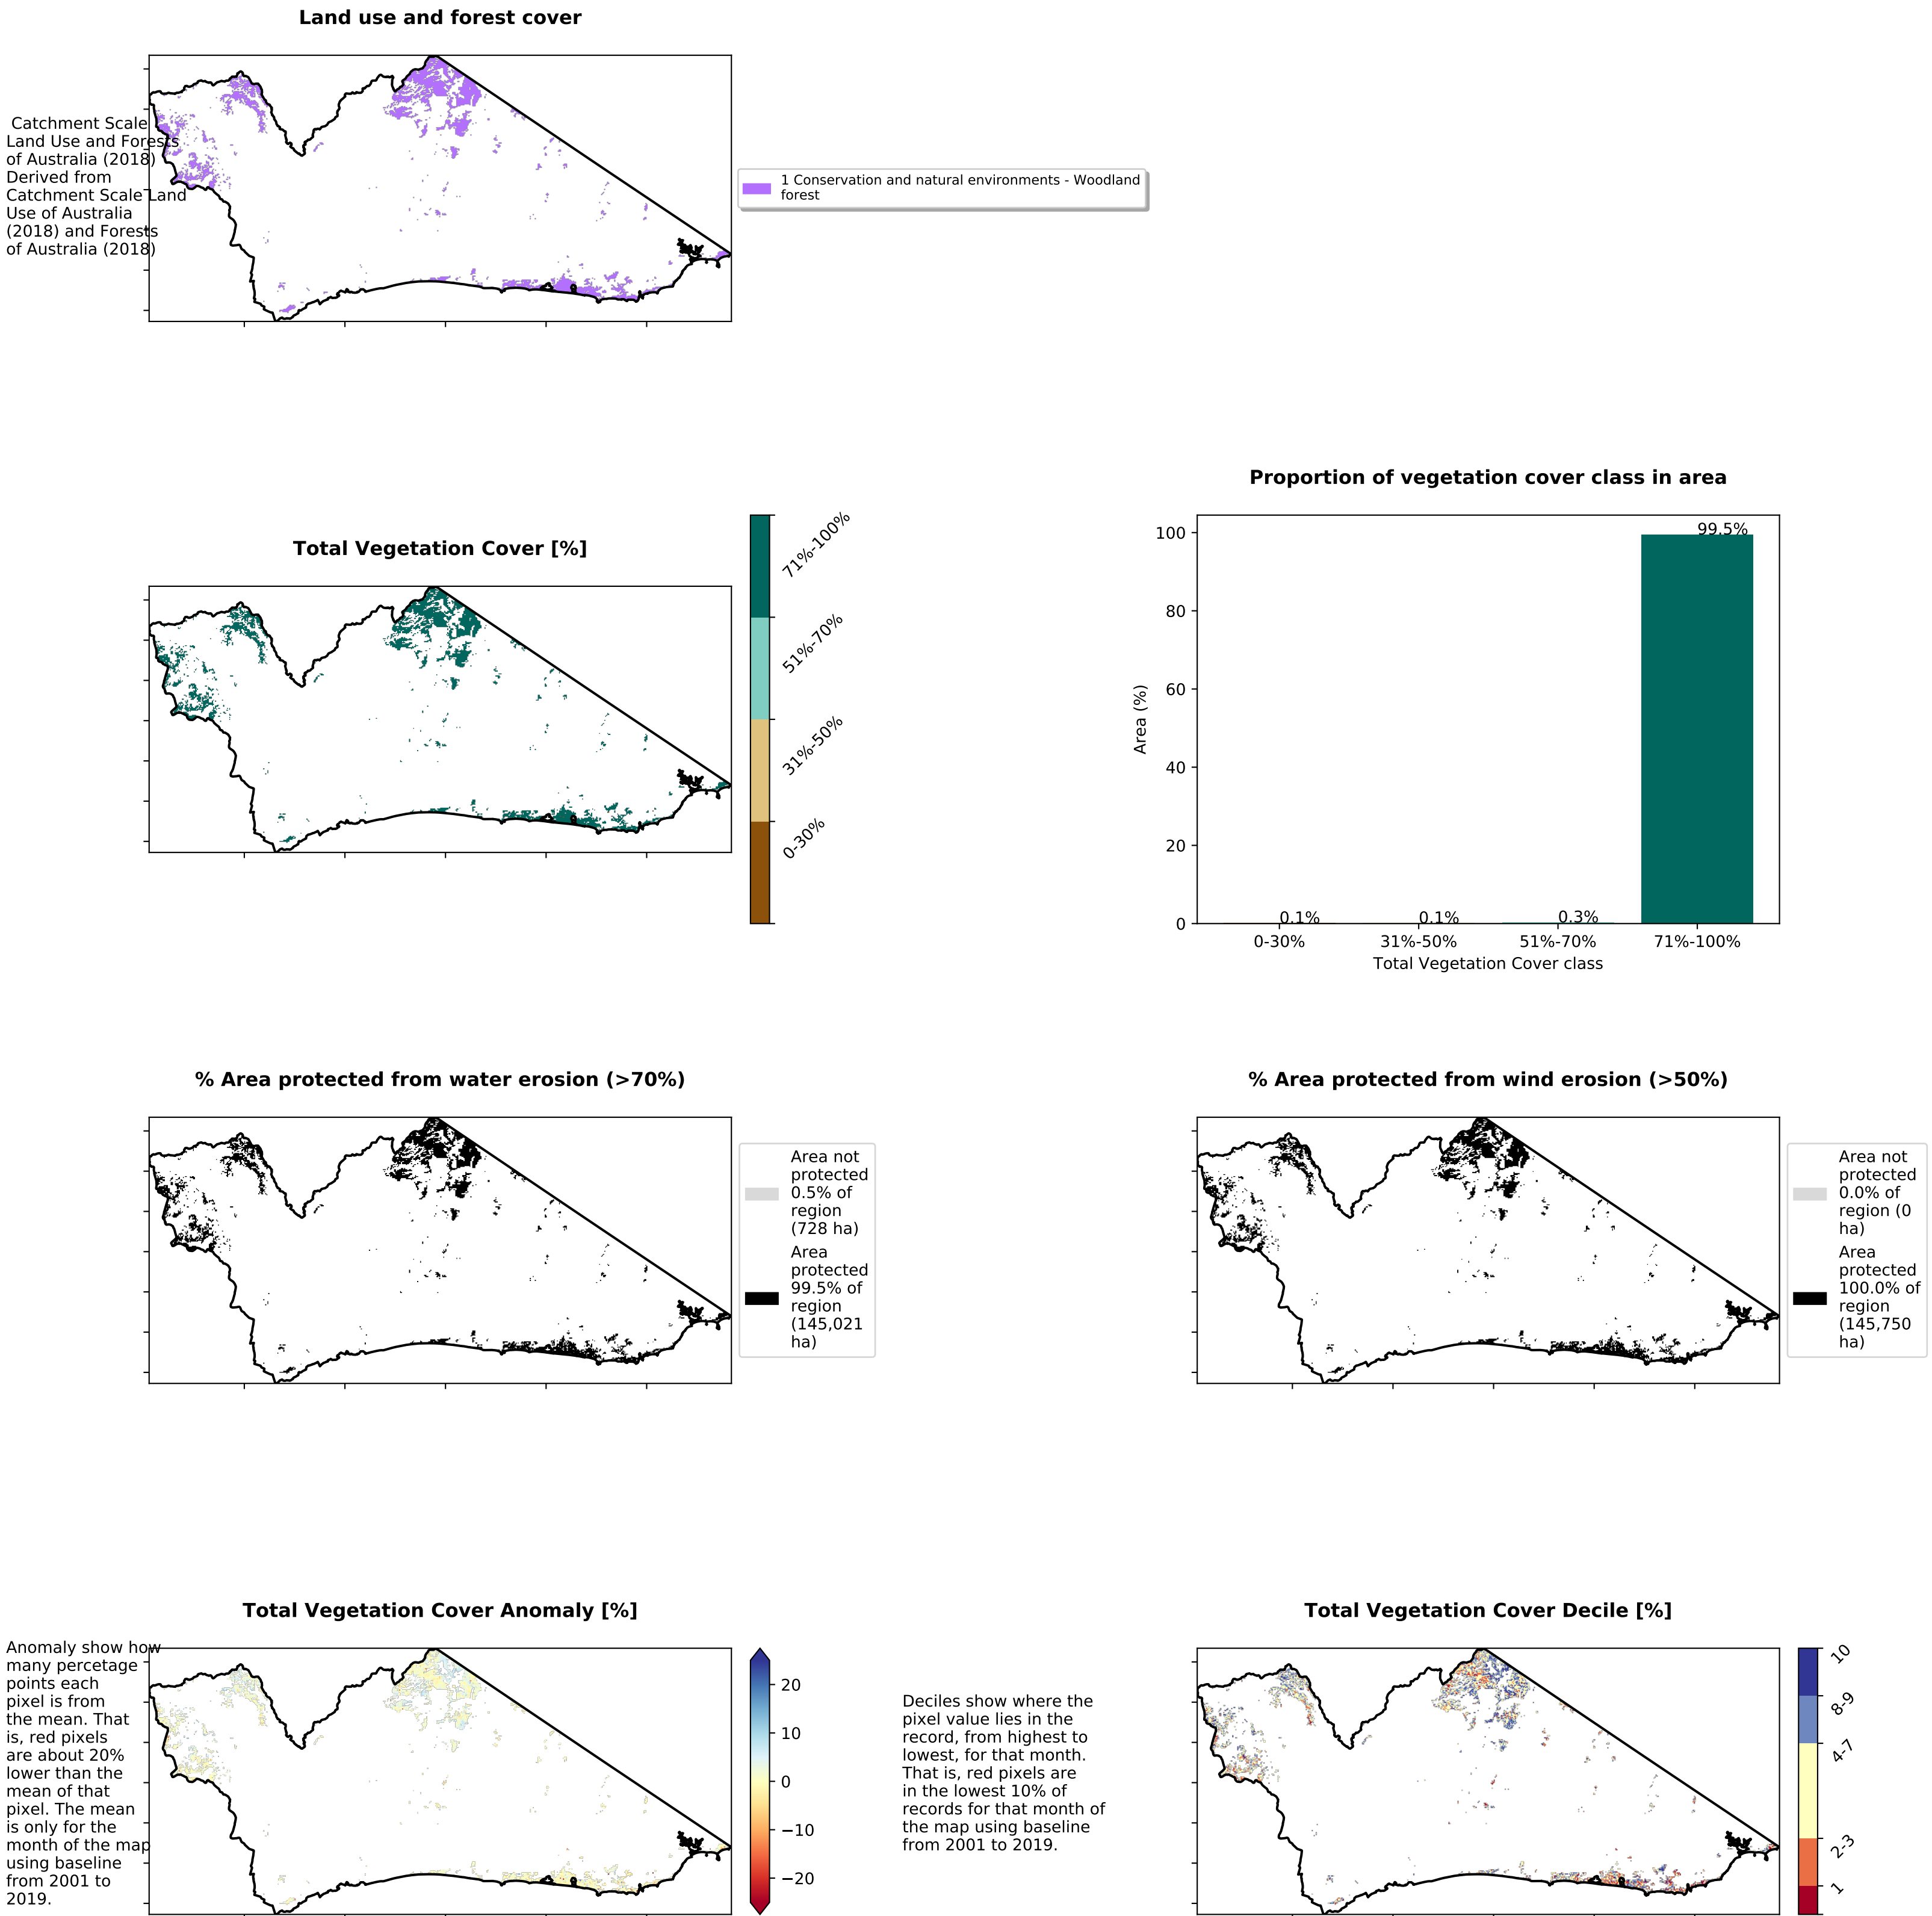 Land use and forest cover
Catchment Scale
Land Use and Forests
of Australia (2018)
Derived from
Catchment Scale Land
Use of Australia
(2018) and Forests
of Australia (2018)
1 Conservation and natural environments - Woodland
forest
Total Vegetation Cover [%]
71%-100%
51%-70%
31%-50%
0-30%
Proportion of vegetation cover class in area
100
80
60
40
20
0
Area (%)
0.1%
0.1%
0.3%
99.5%
0-30%
31%-50%
51%-70%
71%-100%
Total Vegetation Cover class
% Area protected from water erosion (>70%)
Area not
protected
0.5% of
region
(728 ha)
Area
protected
99.5% of
region
(145,021
ha)
% Area protected from wind erosion (>50%)
Area not
protected
0.0% of
region (0
ha)
Area
protected
100.0% of
region
(145,750
ha)
Total Vegetation Cover Anomaly [%]
Anomaly show how
many percetage
points each
pixel is from
the mean. That
is, red pixels
are about 20%
lower than the
mean of that
pixel. The mean
is only for the
month of the map
using baseline
from 2001 to
2019.
20
10
0
−10
−20
Deciles show where the
pixel value lies in the
record, from highest to
lowest, for that month.
That is, red pixels are
in the lowest 10% of
records for that month of
the map using baseline
from 2001 to 2019.
Total Vegetation Cover Decile [%]
10
8-9
4-7
2-3
1